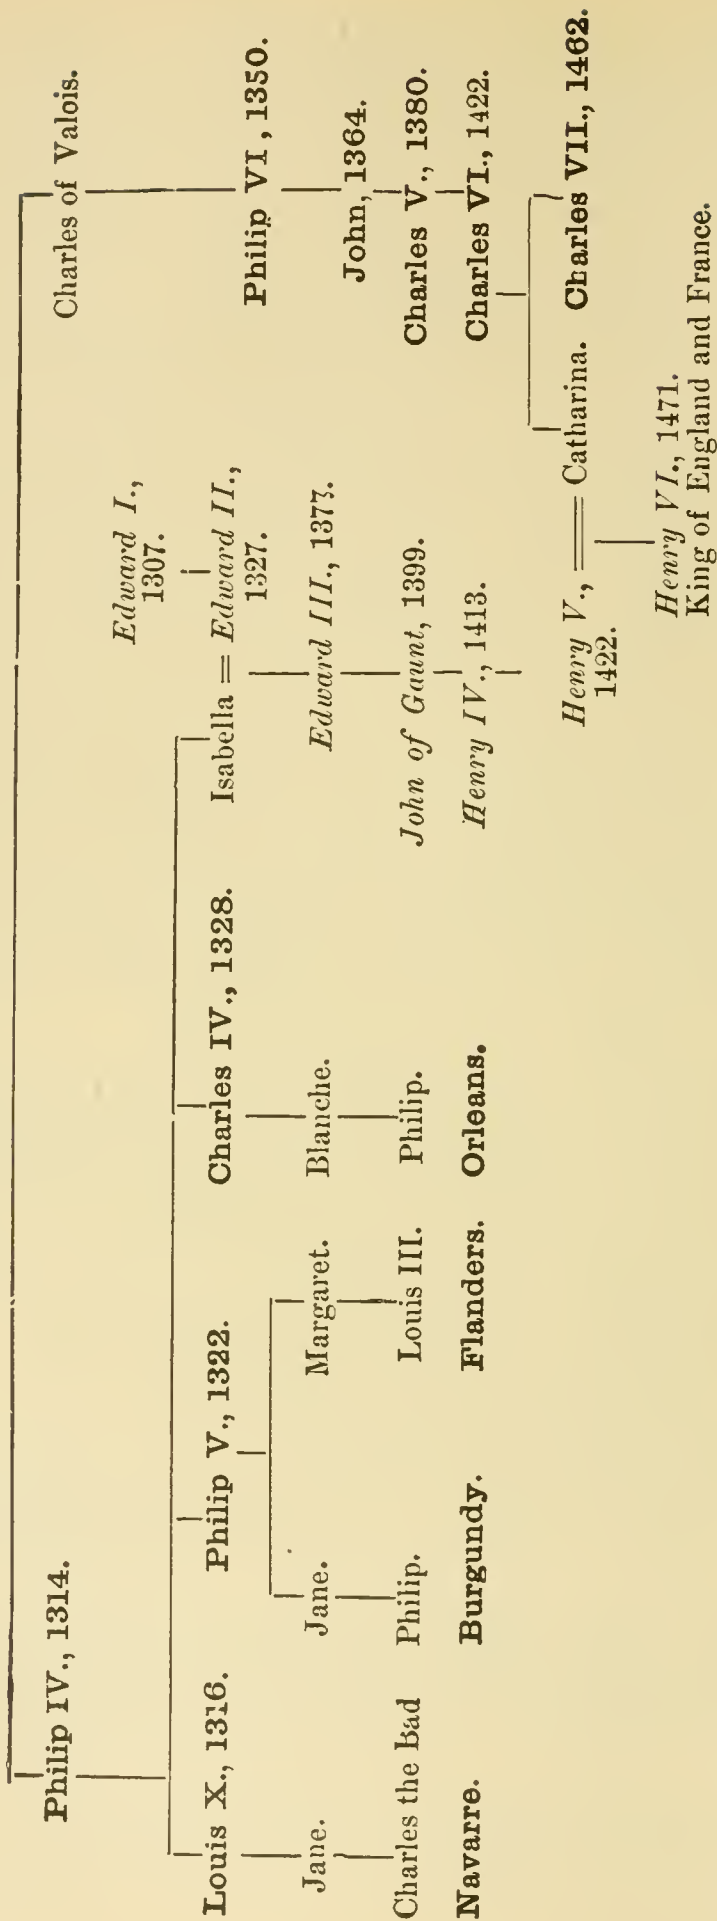 Philip IV., 1314.
Charles of Valois.
Edward I.,
1307.
Louis X., 1316.
Philip V., 1322.
Charles IV., 1328.
Isabella = Edward II.,
1327.
Philip VI, 1350.
Jane.
Jane.
Margaret.
Blanche.
Edward III., 1377.
John, 1364.
Charles the Bad
Philip.
Louis III.
Philip.
John of Gaunt, 1399.
Charles V., 1380.
Navarre.
Burgundy.
Flanders.
Orleans.
Henry IV., 1413.
Charles VI., 1422.
Henry V., = Catharina.
1422.
Charles VII., 1462.
Henry VI., 1471.
King of England and France.